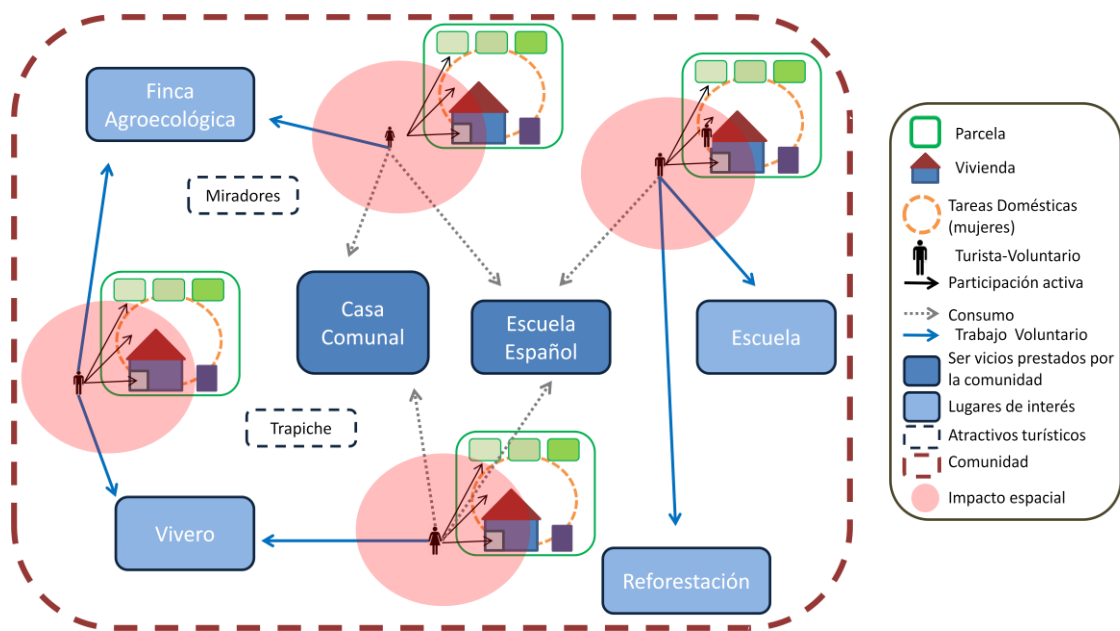 Finca
Agroecológica
Miradores
Casa
Comunal
Escuela
Español
Escuela
Trapiche
Vivero
Reforestación
Parcela
Vivienda
Tareas Domésticas
(mujeres)
Turista-Voluntario
Participación activa
Consumo
Trabajo Voluntario
Ser vicios prestados por
la comunidad
Lugares de interés
Atractivos turísticos
Comunidad
Impacto espacial